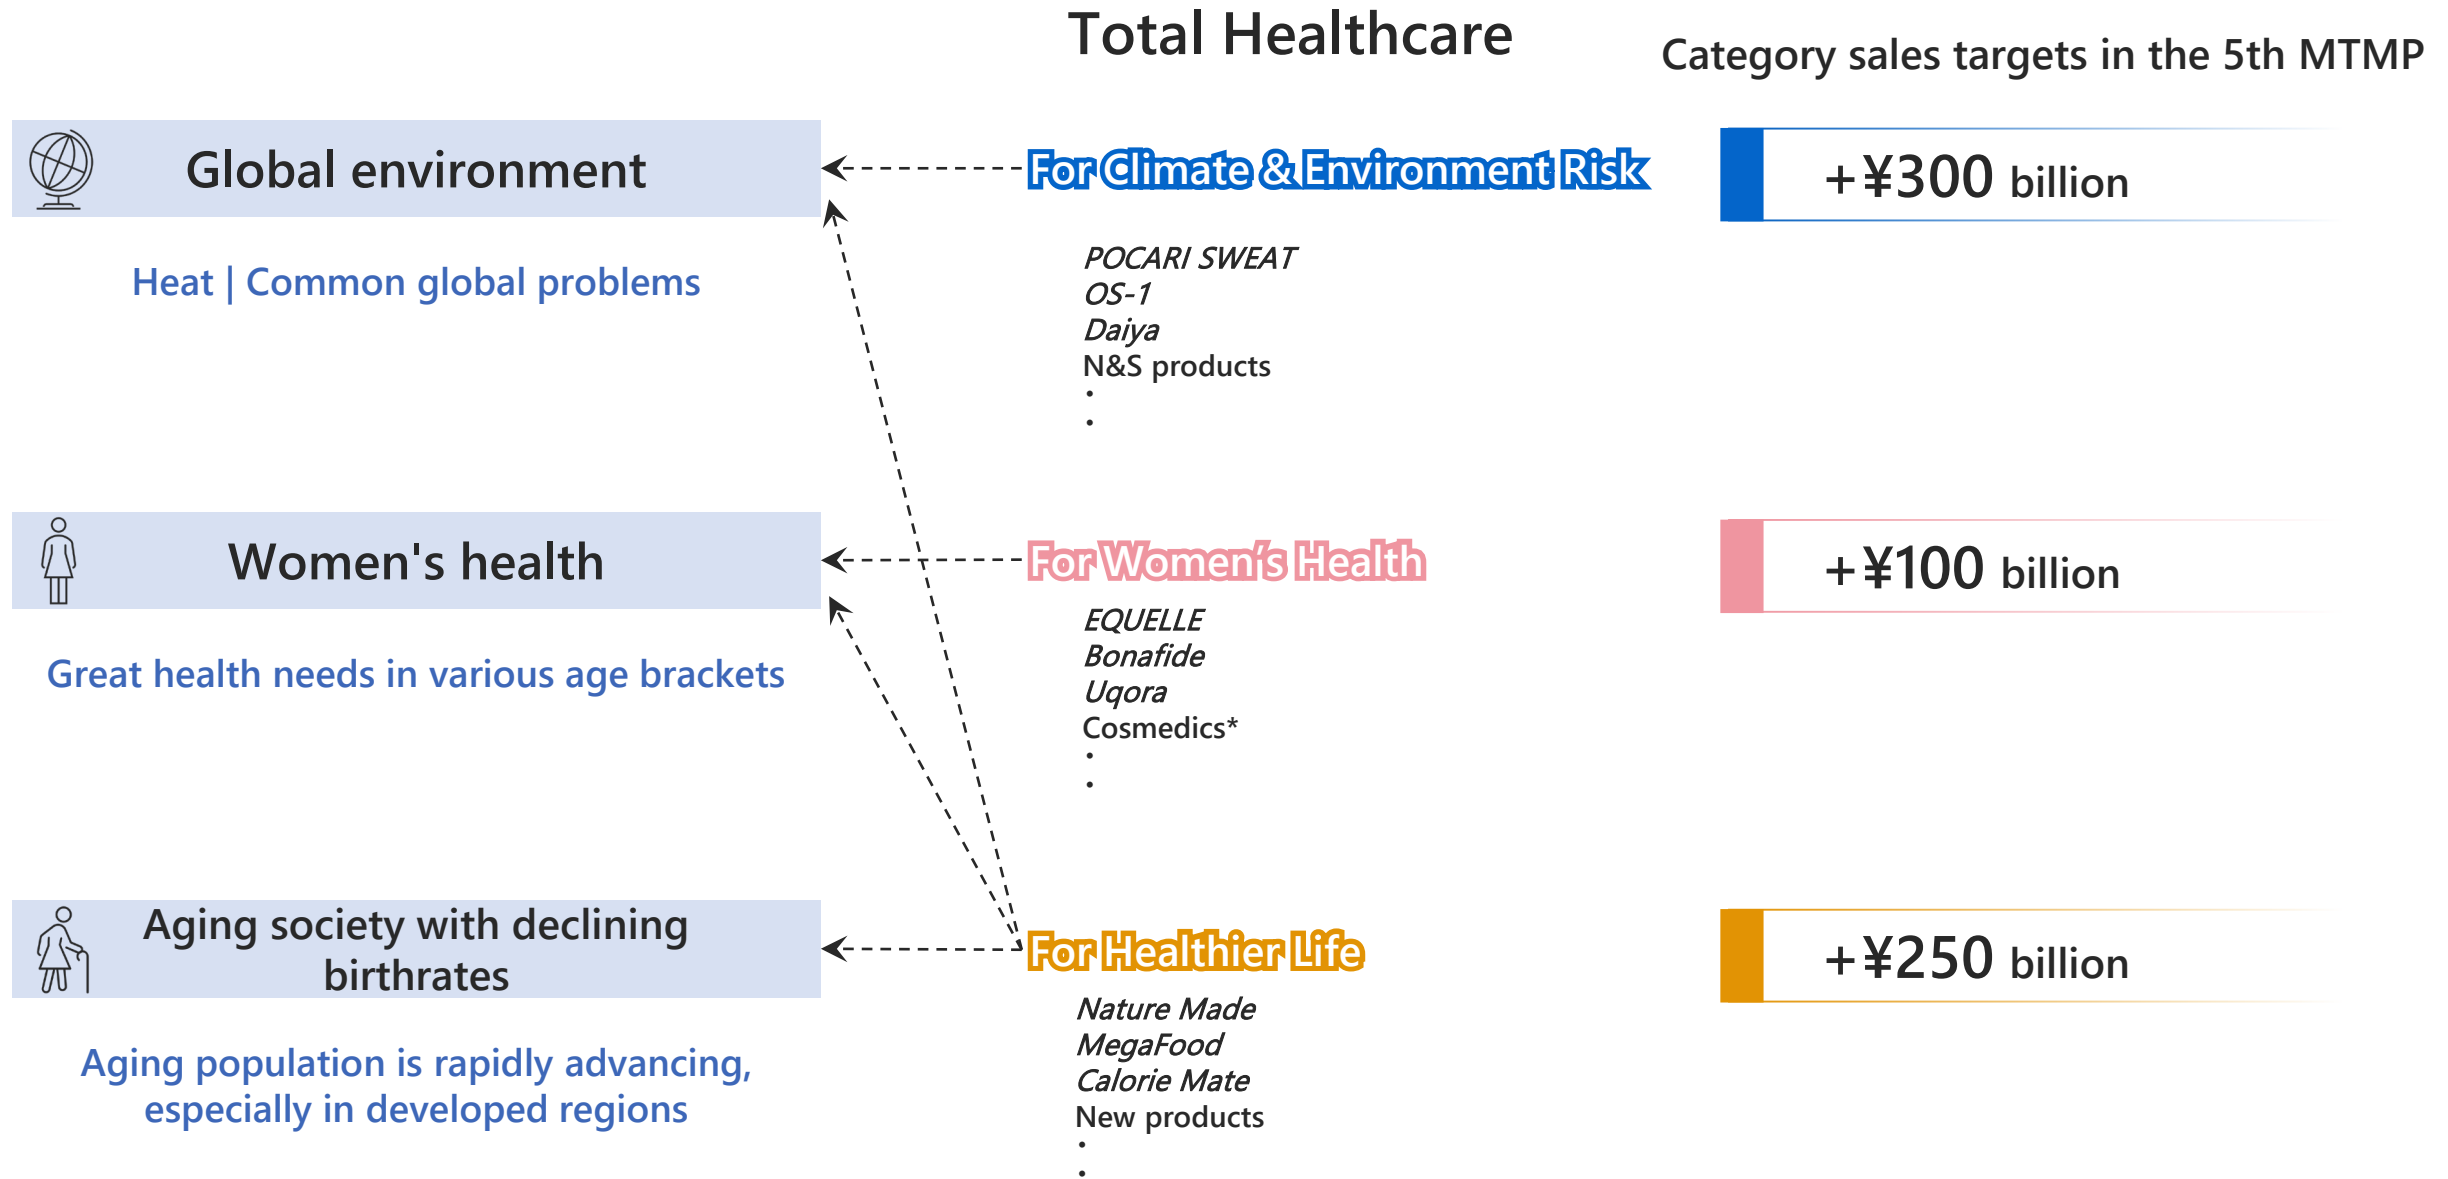 Total Healthcare
Category sales targets in the 5th MTMP
Global environment
Heat | Common global problems
For Climate & Environment Risk
POCARI SWEAT
OS-1
Daiya
N&S products
・
・
+¥300 billion
Women's health
Great health needs in various age brackets
For Women's Health
EQUELLE
Bonafide
Uqora
Cosmedics*
・
・
+¥100 billion
Aging society with declining
birthrates
Aging population is rapidly advancing,
especially in developed regions
For Healthier Life
Nature Made
MegaFood
Calorie Mate
New products
・
・
+¥250 billion